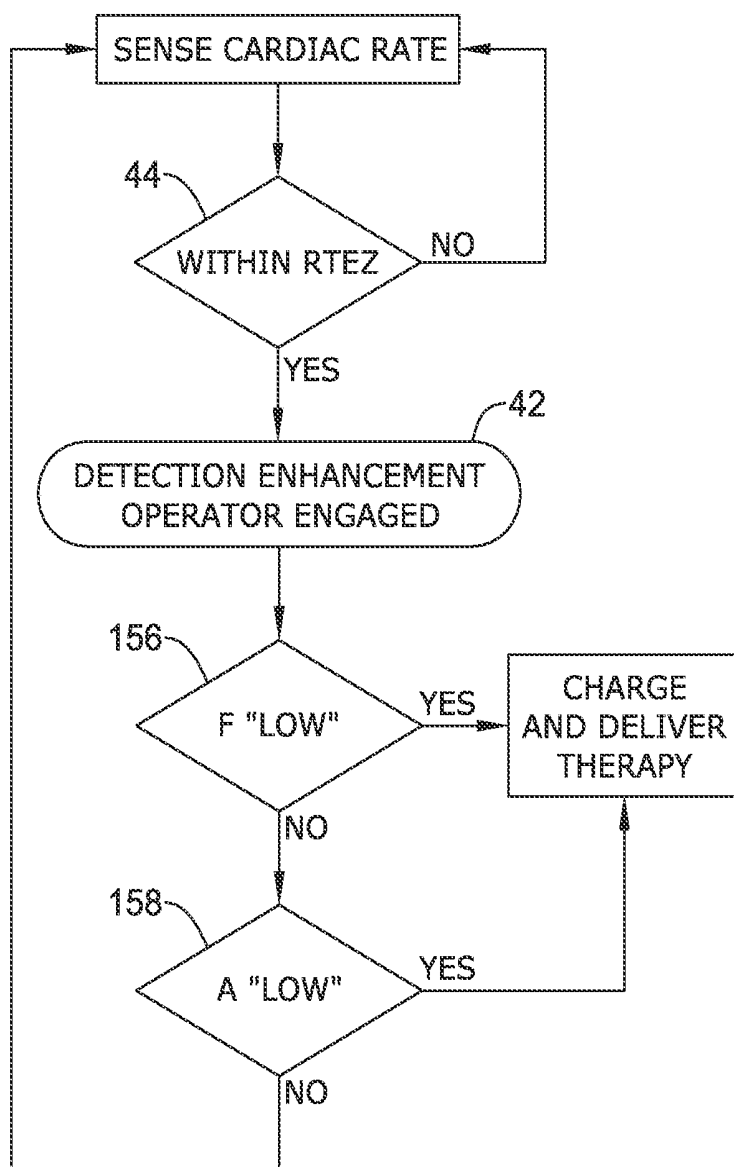 SENSE CARDIAC RATE
44
WITHIN RTEZ
NO
YES
42
DETECTION ENHANCEMENT
OPERATOR ENGAGED
156
F "LOW"
YES
CHARGE
AND DELIVER
THERAPY
NO
158
A "LOW"
YES
NO